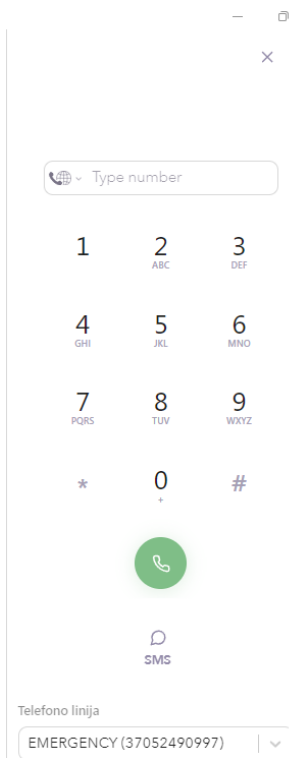 Type number
1 2 3
ABC DEF
4 5 6
GHI JKL MNO
7 8 9
PQRS TUV WXYZ
* 0 #
+
SMS
Telefono linija
EMERGENCY (37052490997)